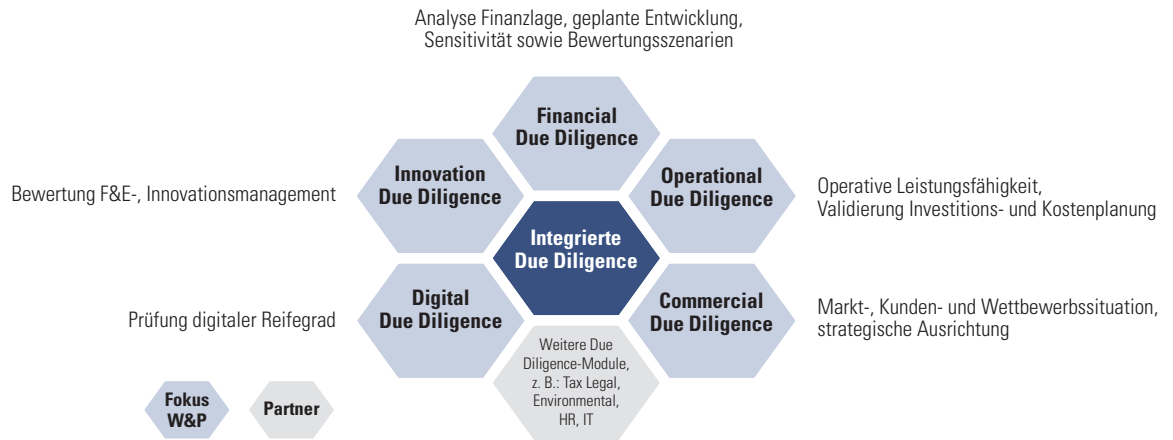 Analyse Finanzlage, geplante Entwicklung,
Sensitivität sowie Bewertungsszenarien
Financial
Due Diligence
Innovation
Due Diligence
Bewertung F&E-, Innovationsmanagement
Operational
Due Diligence
Operative Leistungsfähigkeit,
Validierung Investitions- und Kostenplanung
Integrierte
Due Diligence
Digital
Due Diligence
Prüfung digitaler Reifegrad
Commercial
Due Diligence
Markt-, Kunden- und Wettbewerbssituation,
strategische Ausrichtung
Weitere Due
Diligence-Module,
z. B.: Tax Legal,
Environmental,
HR, IT
Fokus
W&P
Partner